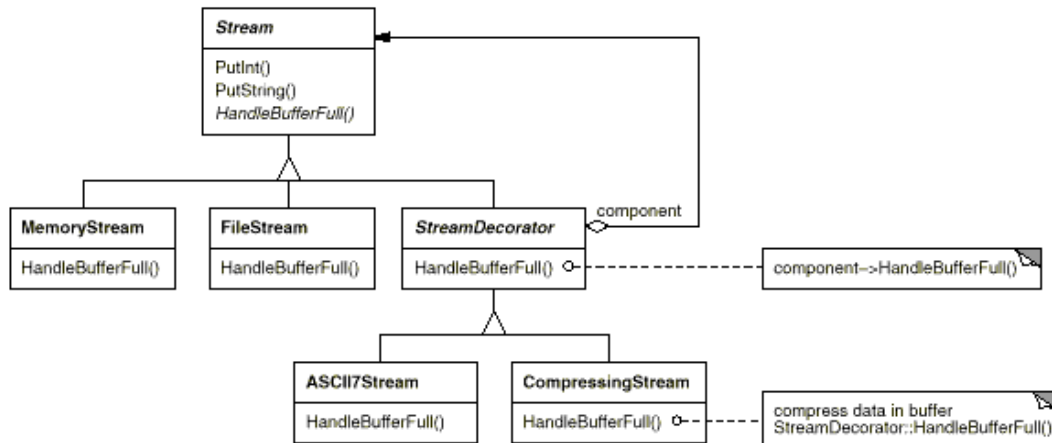 Stream
PutInt()
PutString()
HandleBufferFull()
component
MemoryStream
HandleBufferFull()
FileStream
HandleBufferFull()
StreamDecorator
HandleBufferFull()
component–>HandleBufferFull()
ASCII7Stream
HandleBufferFull()
CompressingStream
HandleBufferFull()
compress data in buffer
StreamDecorator::HandleBufferFull()